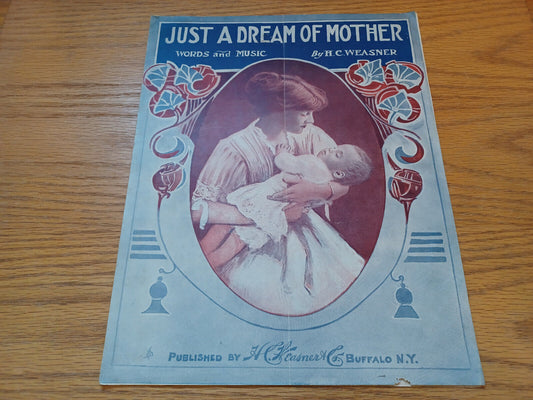 JUST A DREAM OF MOTHER
WORDS and MUSIC By H.C. WEASNER
PUBLISHED BY H.C. Weasner & Co. BUFFALO N.Y.